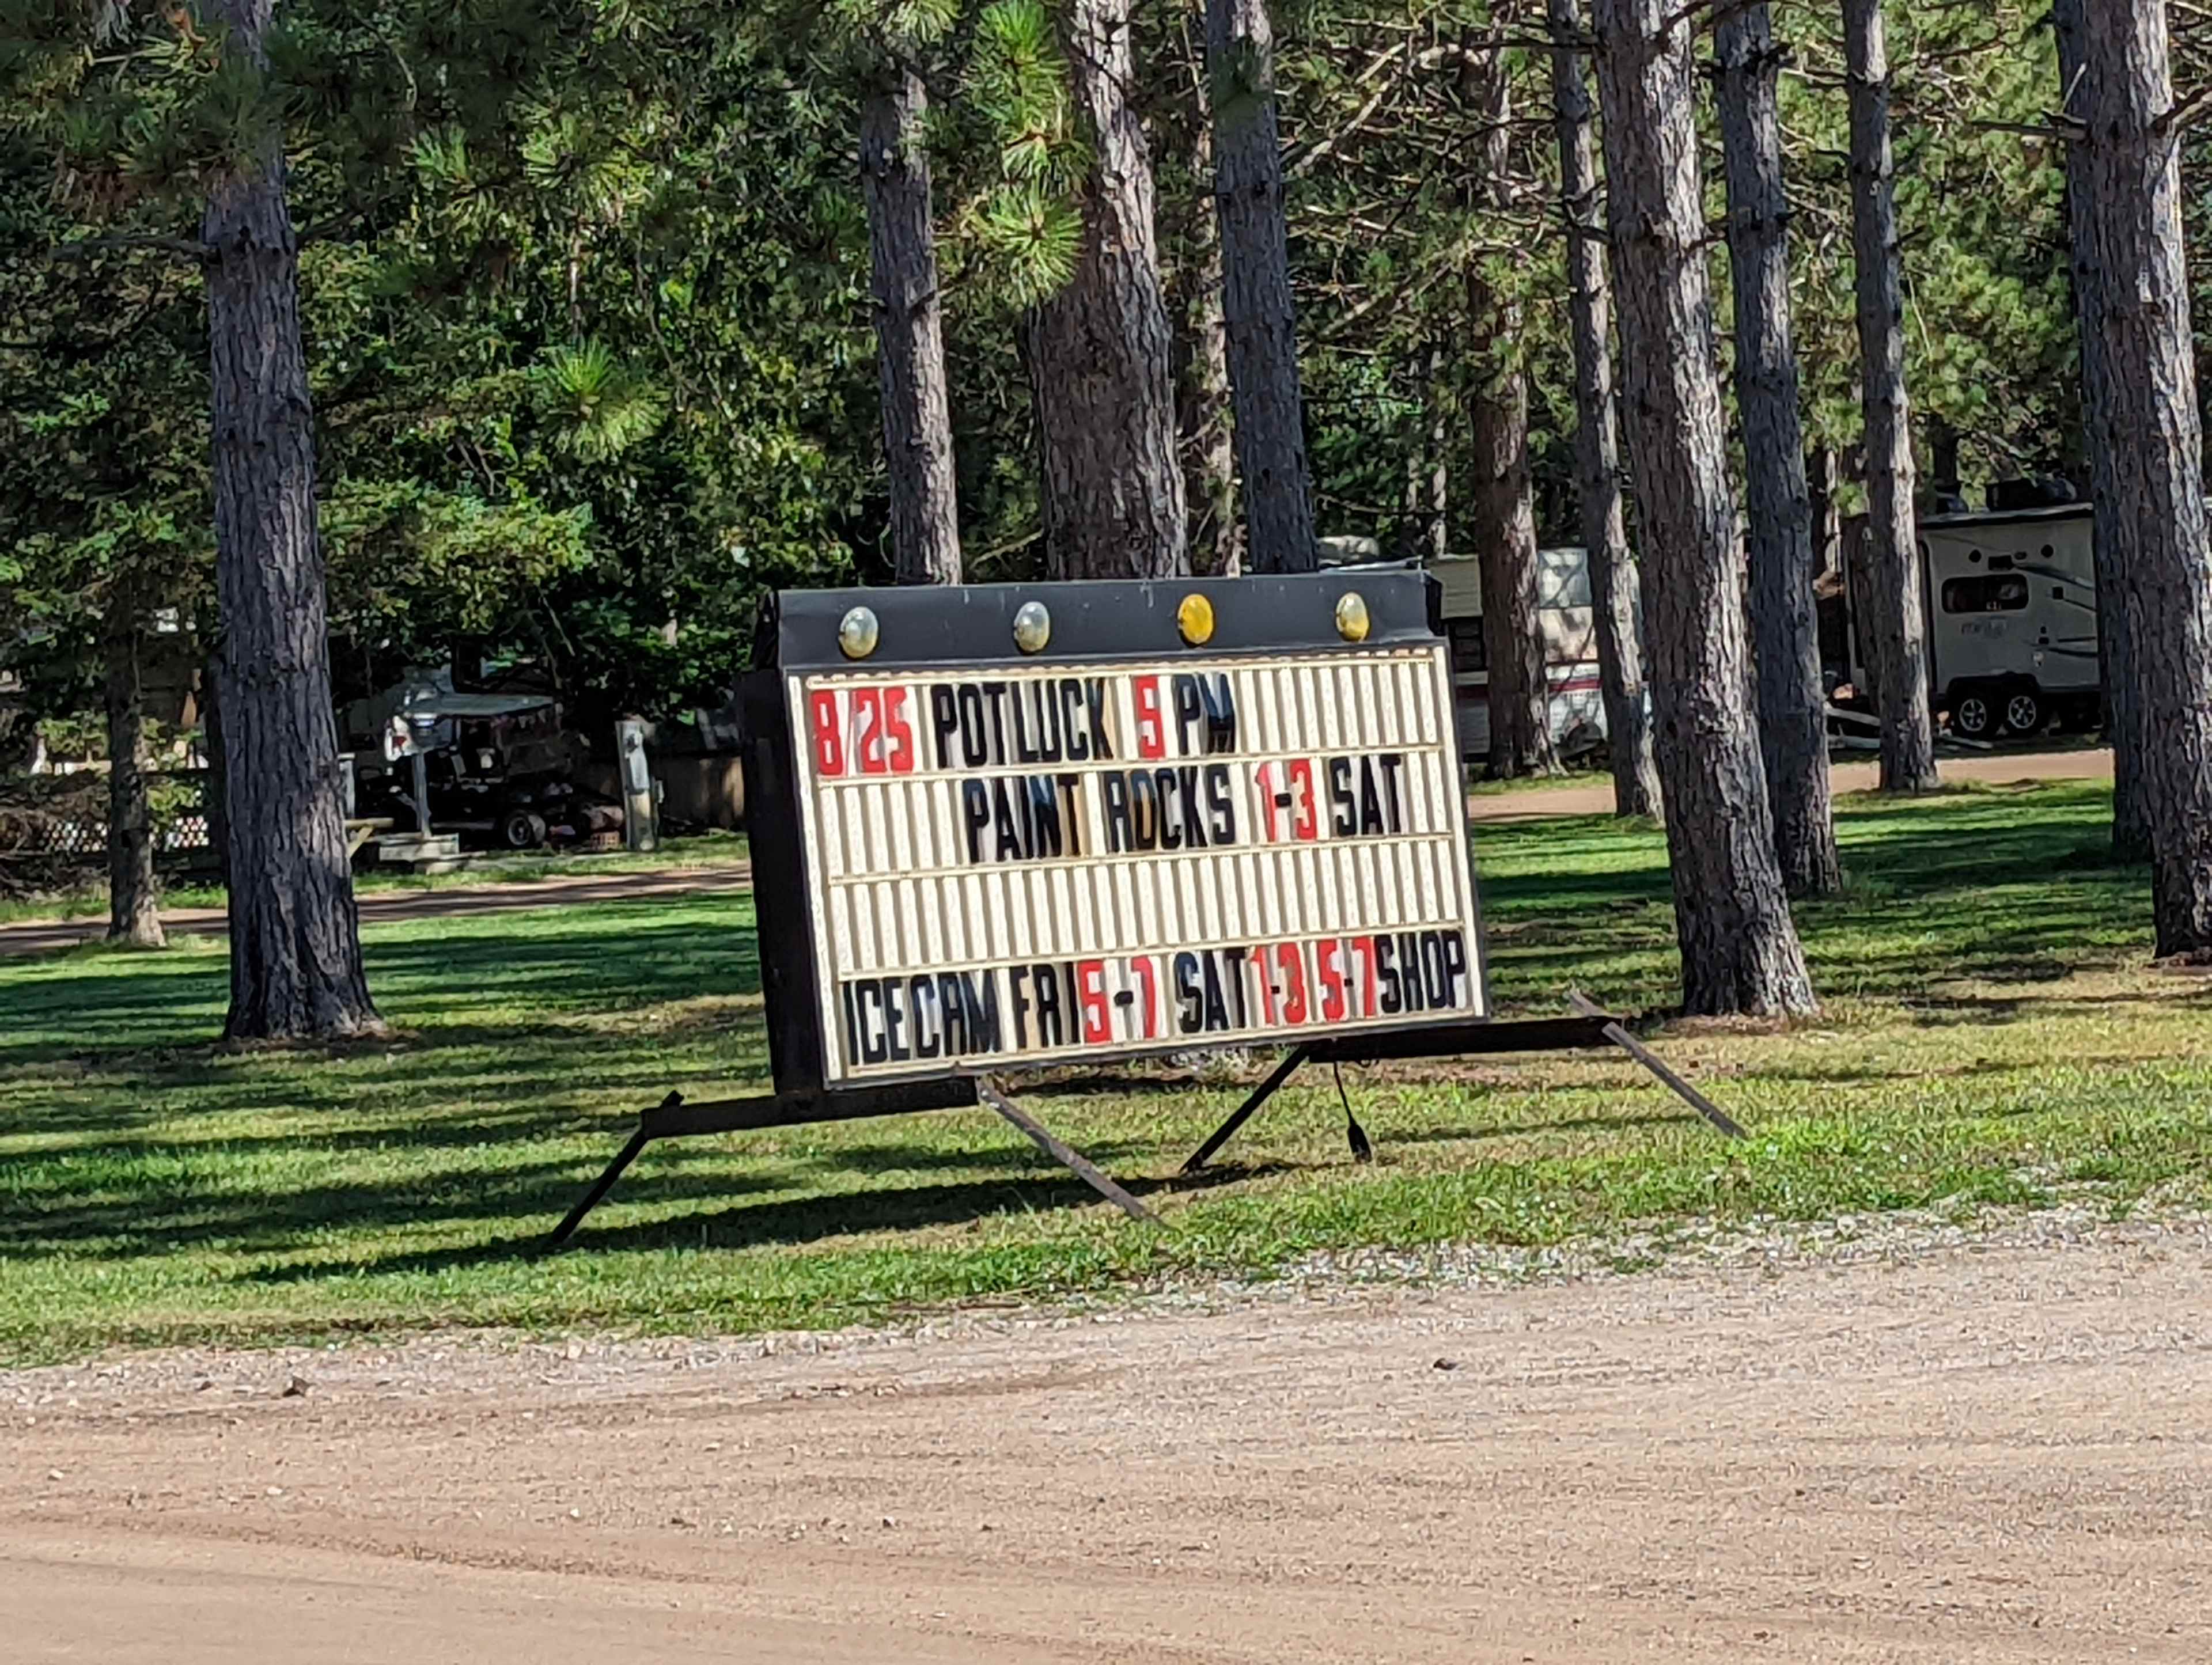 8/25 POTLUCK 5 PM
PAINT ROCKS 1-3 SAT
ICE CRM FRI 5-7 SAT 1-3 5-7 SHOP